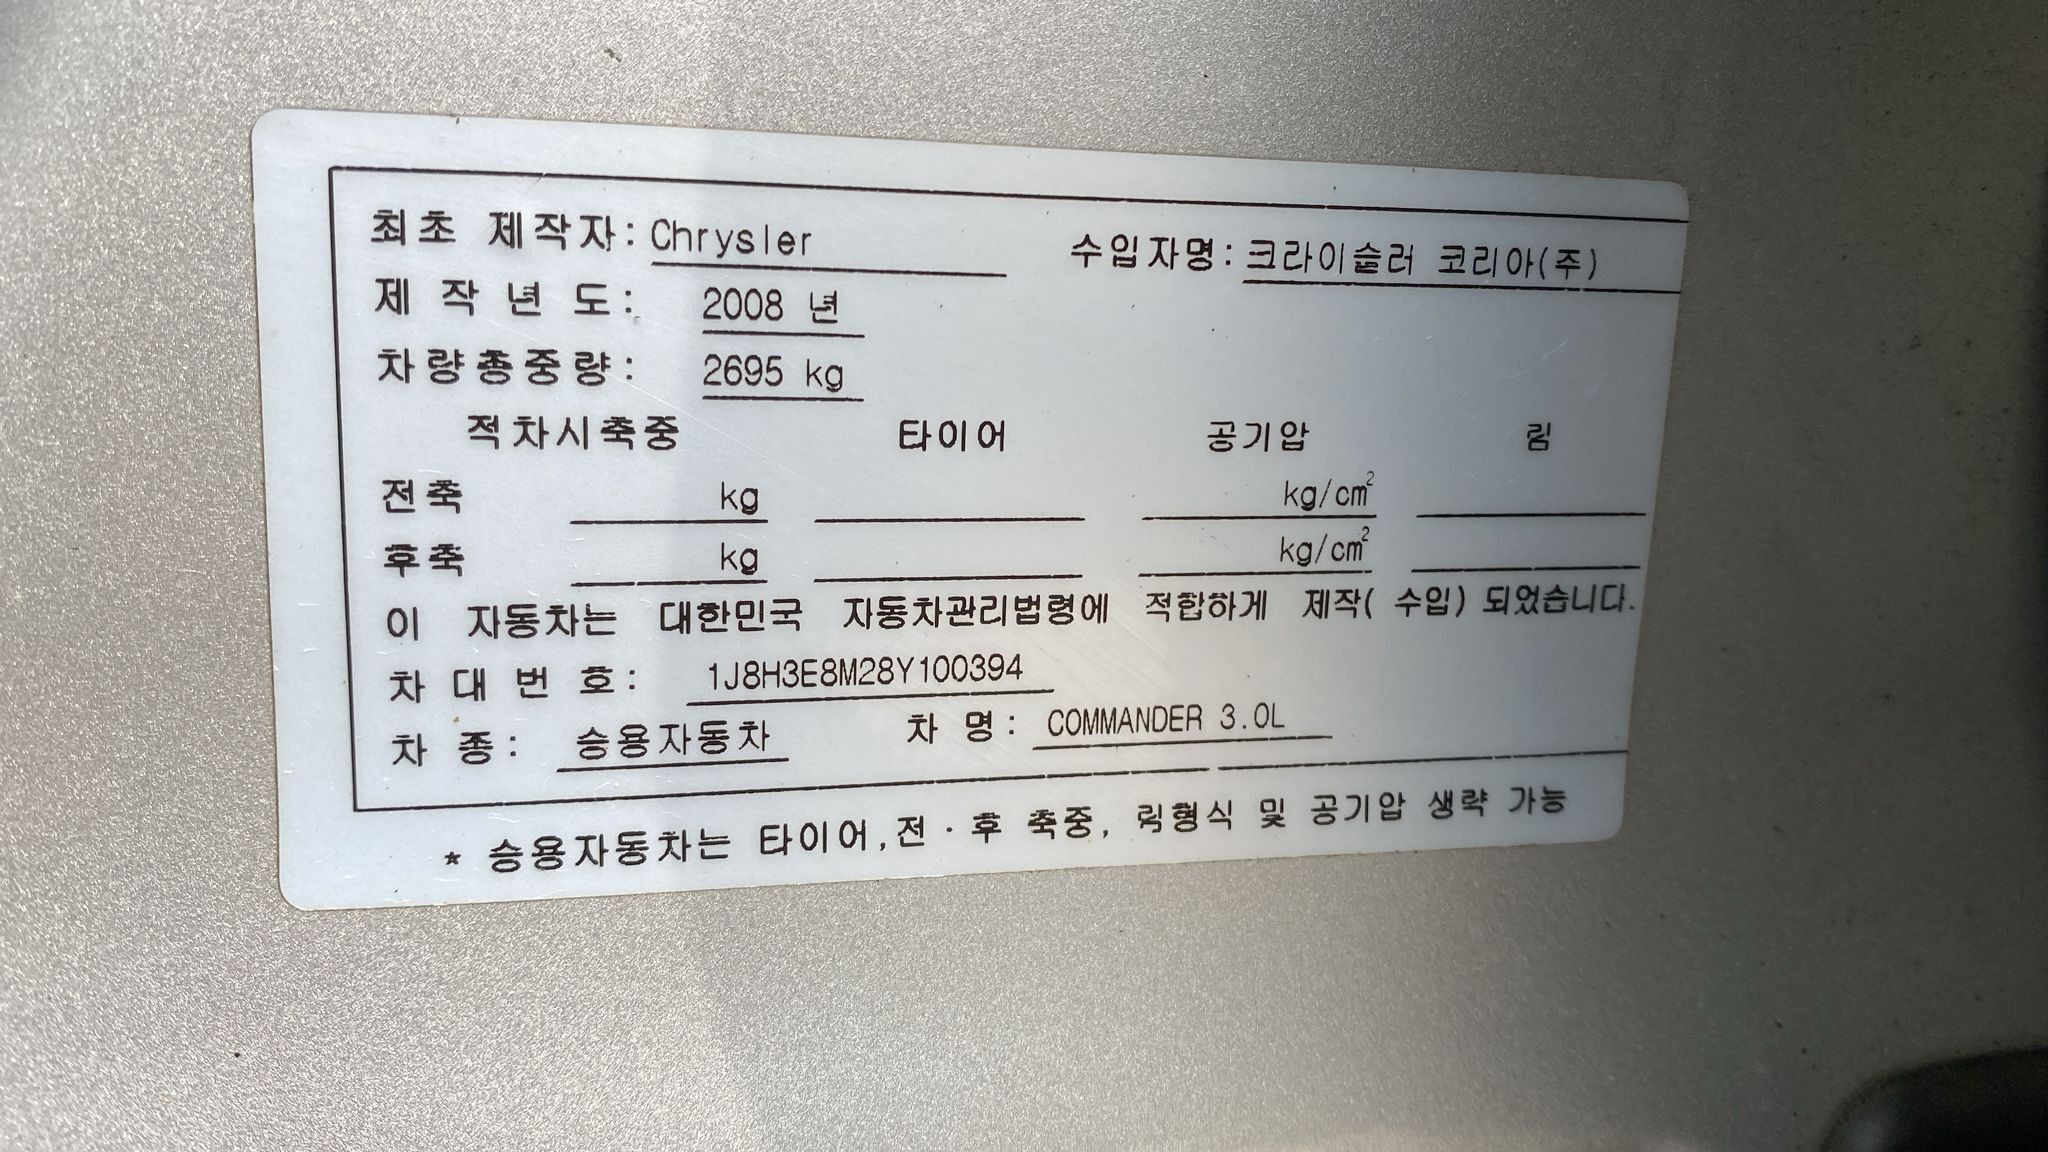 최초 제작자: Chrysler 수입자명: 크라이슬러 코리아(주)
제 작 년 도: 2008 년
차량총중량: 2695 kg
적차시축중 타이어 공기압 림
전축 kg kg/cm²
후축 kg kg/cm²
이 자동차는 대한민국 자동차관리법령에 적합하게 제작( 수입) 되었습니다.
차 대 번 호: 1J8H3E8M28Y100394
차 종: 승용자동차 차 명: COMMANDER 3.0L
* 승용자동차는 타이어,전·후 축중, 림형식 및 공기압 생략 가능